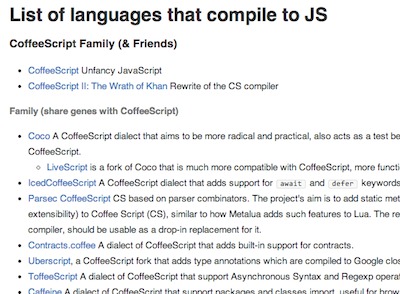 List of languages that compile to JS
CoffeeScript Family (& Friends)
CoffeeScript Unfancy JavaScript
CoffeeScript II: The Wrath of Khan Rewrite of the CS compiler
Family (share genes with CoffeeScript)
Coco A CoffeeScript dialect that aims to be more radical and practical, also acts as a test be
CoffeeScript.
LiveScript is a fork of Coco that is much more compatible with CoffeeScript, more functi
IcedCoffeeScript A CoffeeScript dialect that adds support for await and defer keywords
Parsec CoffeeScript CS based on parser combinators. The project's aim is to add static met
extensibility) to Coffee Script (CS), similar to how Metalua adds such features to Lua. The re
compiler, should be usable as a drop-in replacement for it.
Contracts.coffee A dialect of CoffeeScript that adds built-in support for contracts.
Uberscript, a CoffeeScript fork that adds type annotations which are compiled to Google clos
ToffeeScript A dialect of CoffeeScript that support Asynchronous Syntax and Regexp operat
Caffeine A dialect of CoffeeScript that support packages and classes import, useful for brow